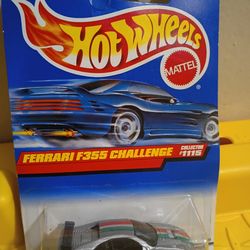 Hot Wheels
MATTEL
FERRARI F355 CHALLENGE
COLLECTOR
#1115